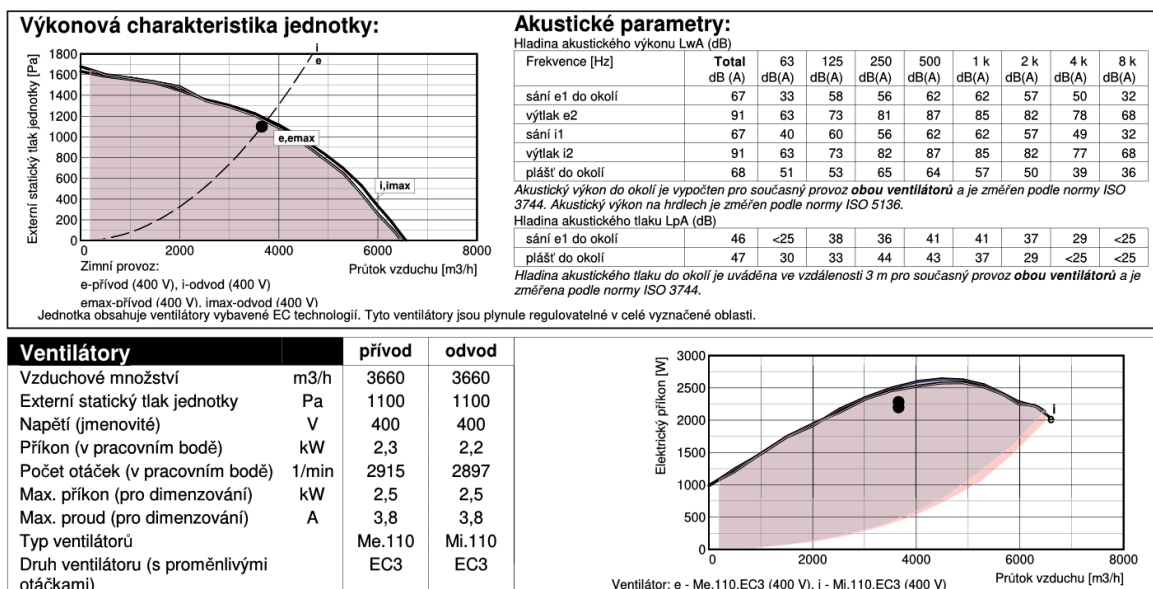 Výkonová charakteristika jednotky:
Externí statický tlak jednotky [Pa]
1800
1600
1400
1200
1000
800
600
400
200
0
0 2000 4000 6000 8000
i
e
e,emax
i,imax
Průtok vzduchu [m3/h]
Zimní provoz:
e-přívod (400 V), i-odvod (400 V)
emax-přívod (400 V), imax-odvod (400 V)
Jednotka obsahuje ventilátory vybavené EC technologií. Tyto ventilátory jsou plynule regulovatelné v celé vyznačené oblasti.
Akustické parametry:
Hladina akustického výkonu LwA (dB)
Frekvence [Hz] Total 63 125 250 500 1 k 2 k 4 k 8 k
dB (A) dB(A) dB(A) dB(A) dB(A) dB(A) dB(A) dB(A) dB(A)
sání e1 do okolí 67 33 58 56 62 62 57 50 32
výtlak e2 91 63 73 81 87 85 82 78 68
sání i1 67 40 60 56 62 62 57 49 32
výtlak i2 91 63 73 82 87 85 82 77 68
plášť do okolí 68 51 53 65 64 57 50 39 36
Akustický výkon do okolí je vypočten pro současný provoz obou ventilátorů a je změřen podle normy ISO
3744. Akustický výkon na hrdlech je změřen podle normy ISO 5136.
Hladina akustického tlaku LpA (dB)
sání e1 do okolí 46 <25 38 36 41 41 37 29 <25
plášť do okolí 47 30 33 44 43 37 29 <25 <25
Hladina akustického tlaku do okolí je uváděna ve vzdálenosti 3 m pro současný provoz obou ventilátorů a je
změřena podle normy ISO 3744.
Ventilátory přívod odvod
Vzduchové množství m3/h 3660 3660
Externí statický tlak jednotky Pa 1100 1100
Napětí (jmenovité) V 400 400
Příkon (v pracovním bodě) kW 2,3 2,2
Počet otáček (v pracovním bodě) 1/min 2915 2897
Max. příkon (pro dimenzování) kW 2,5 2,5
Max. proud (pro dimenzování) A 3,8 3,8
Typ ventilátorů Me.110 Mi.110
Druh ventilátoru (s proměnlivými EC3 EC3
otáčkami)
Elektrický příkon [W]
3000
2500
2000
1500
1000
500
0
0 2000 4000 6000 8000
i
e
Průtok vzduchu [m3/h]
Ventilátor: e - Me.110.EC3 (400 V), i - Mi.110.EC3 (400 V)